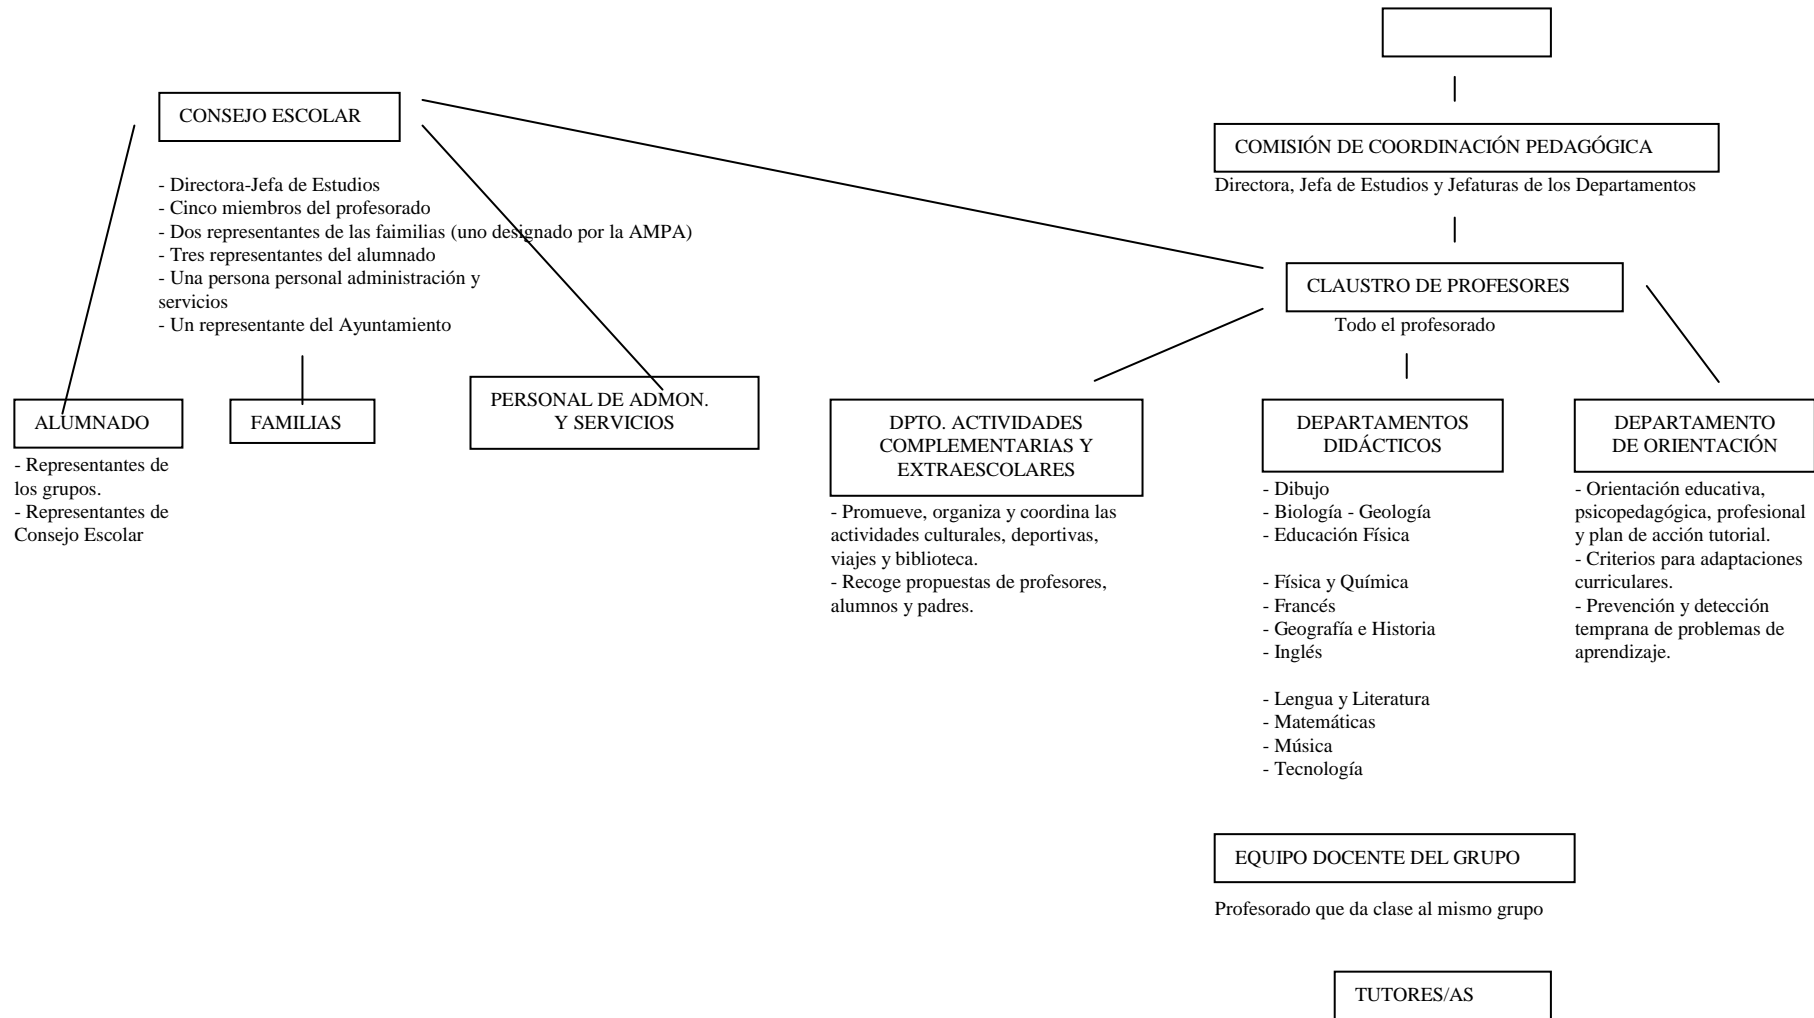 CONSEJO ESCOLAR
- Directora-Jefa de Estudios
- Cinco miembros del profesorado
- Dos representantes de las faimilias (uno designado por la AMPA)
- Tres representantes del alumnado
- Una persona personal administración y
servicios
- Un representante del Ayuntamiento
ALUMNADO
- Representantes de
los grupos.
- Representantes de
Consejo Escolar
FAMILIAS
PERSONAL DE ADMON.
Y SERVICIOS
COMISIÓN DE COORDINACIÓN PEDAGÓGICA
Directora, Jefa de Estudios y Jefaturas de los Departamentos
CLAUSTRO DE PROFESORES
Todo el profesorado
DPTO. ACTIVIDADES
COMPLEMENTARIAS Y
EXTRAESCOLARES
- Promueve, organiza y coordina las
actividades culturales, deportivas,
viajes y biblioteca.
- Recoge propuestas de profesores,
alumnos y padres.
DEPARTAMENTOS
DIDÁCTICOS
- Dibujo
- Biología - Geología
- Educación Física
- Física y Química
- Francés
- Geografía e Historia
- Inglés
- Lengua y Literatura
- Matemáticas
- Música
- Tecnología
DEPARTAMENTO
DE ORIENTACIÓN
- Orientación educativa,
psicopedagógica, profesional
y plan de acción tutorial.
- Criterios para adaptaciones
curriculares.
- Prevención y detección
temprana de problemas de
aprendizaje.
EQUIPO DOCENTE DEL GRUPO
Profesorado que da clase al mismo grupo
TUTORES/AS